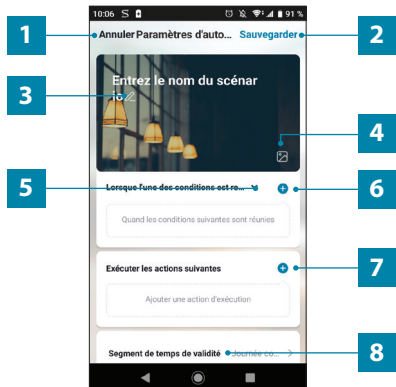 10:06 91 %
1
Annuler Paramètres d'auto... Sauvegarder
2
Entrez le nom du scénar
io
3
4
5
Lorsque l'une des conditions est re...
6
Quand les conditions suivantes sont réunies
Exécuter les actions suivantes
7
Ajouter une action d'exécution
Segment de temps de validité Journée co...
8